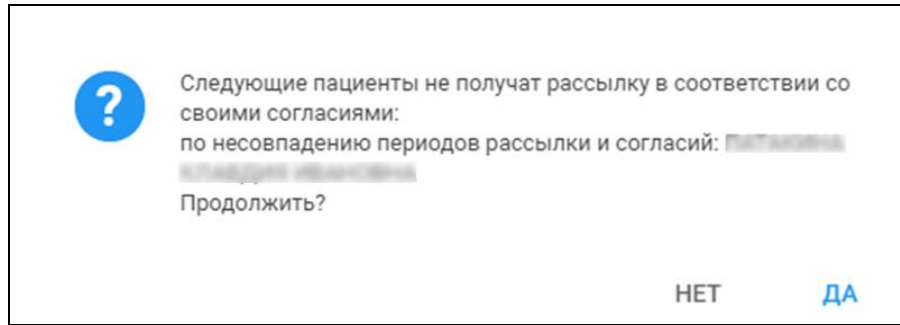 ?
Следующие пациенты не получат рассылку в соответствии со
своими согласиями:
по несовпадению периодов рассылки и согласий:
Продолжить?
НЕТ ДА